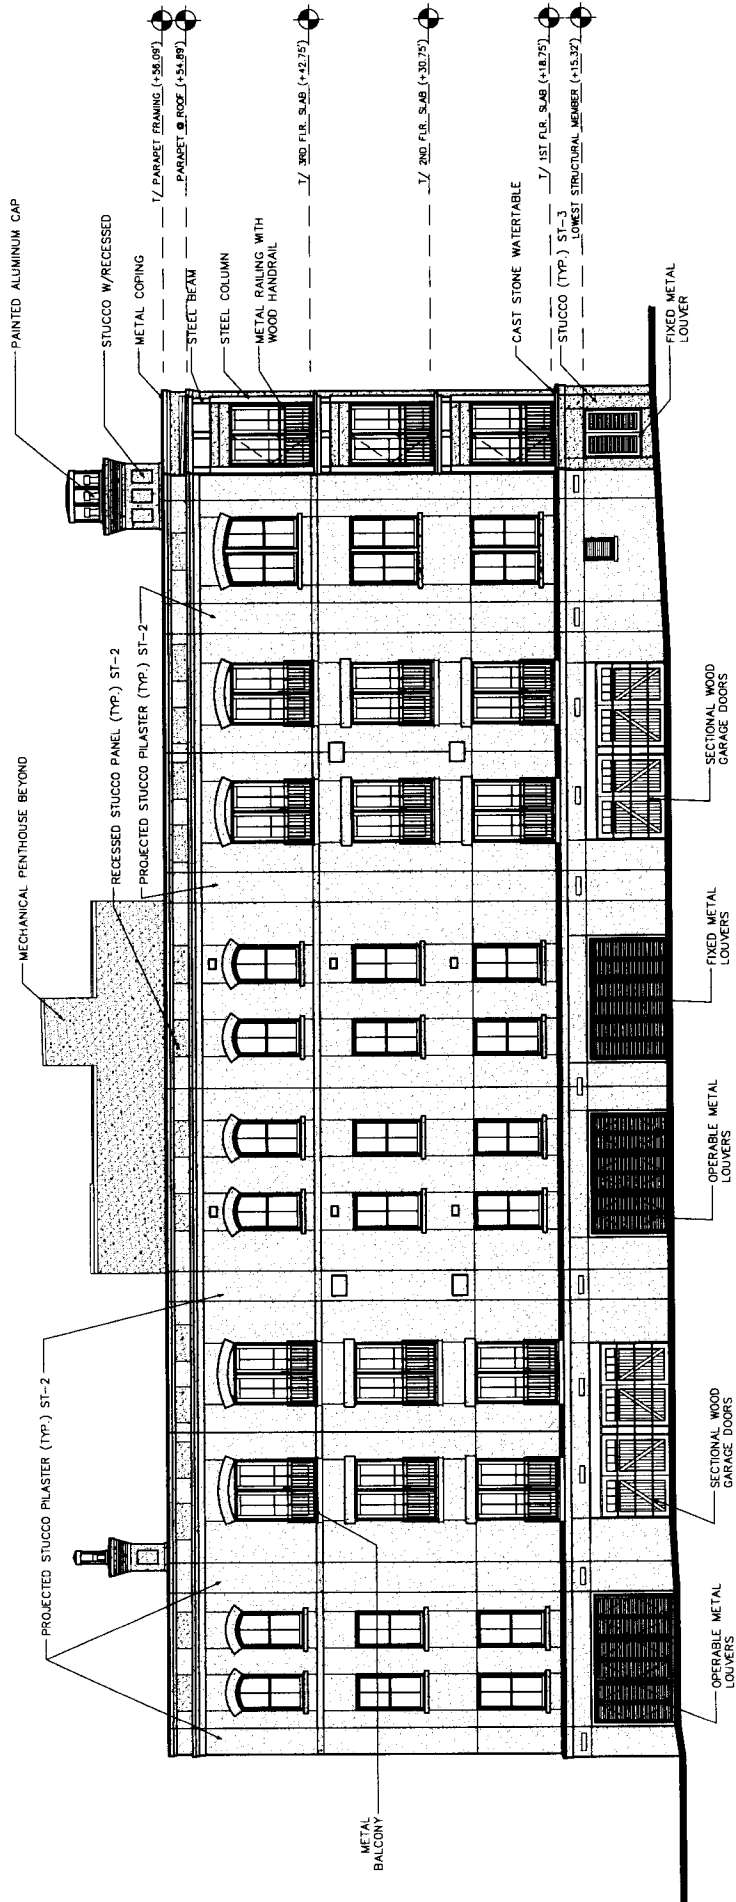 PAINTED ALUMINUM CAP
STUCCO W/RECESSED
METAL COPING
STEEL BEAM
STEEL COLUMN
METAL RAILING WITH
WOOD HANDRAIL
CAST STONE WATERTABLE
STUCCO (TYP.) ST-3
FIXED METAL
LOUVER
T/ PARAPET FRAMING (+56.09')
PARAPET @ ROOF (+54.89')
T/ 3RD FLR. SLAB (+42.75')
T/ 2ND FLR. SLAB (+30.75')
T/ 1ST FLR. SLAB (+18.75')
LOWEST STRUCTURAL MEMBER (+15.32')
MECHANICAL PENTHOUSE BEYOND
RECESSED STUCCO PANEL (TYP.) ST-2
PROJECTED STUCCO PILASTER (TYP.) ST-2
PROJECTED STUCCO PILASTER (TYP.) ST-2
METAL
BALCONY
OPERABLE METAL
LOUVERS
SECTIONAL WOOD
GARAGE DOORS
OPERABLE METAL
LOUVERS
FIXED METAL
LOUVERS
SECTIONAL WOOD
GARAGE DOORS